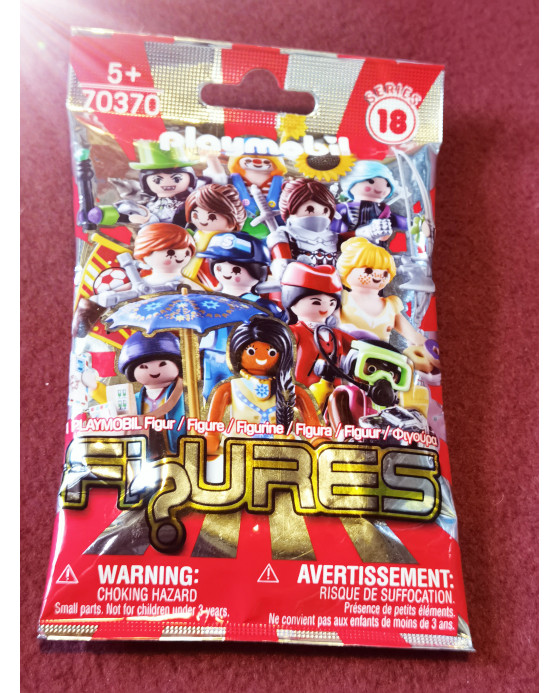 5+
70370
SERIES
18
playmobil
PLAYMOBIL Figur / Figure / Figurine / Figura / Figuur / Φιγούρα
Fi?URES
WARNING:
CHOKING HAZARD
Small parts. Not for children under 3 years.
AVERTISSEMENT:
RISQUE DE SUFFOCATION.
Présence de petits éléments.
Ne convient pas aux enfants de moins de 3 ans.